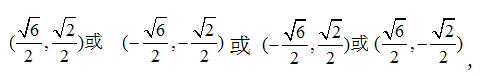 (√6/2, √2/2)或 (-√6/2, -√2/2) 或 (-√6/2, √2/2)或 (√6/2, -√2/2),